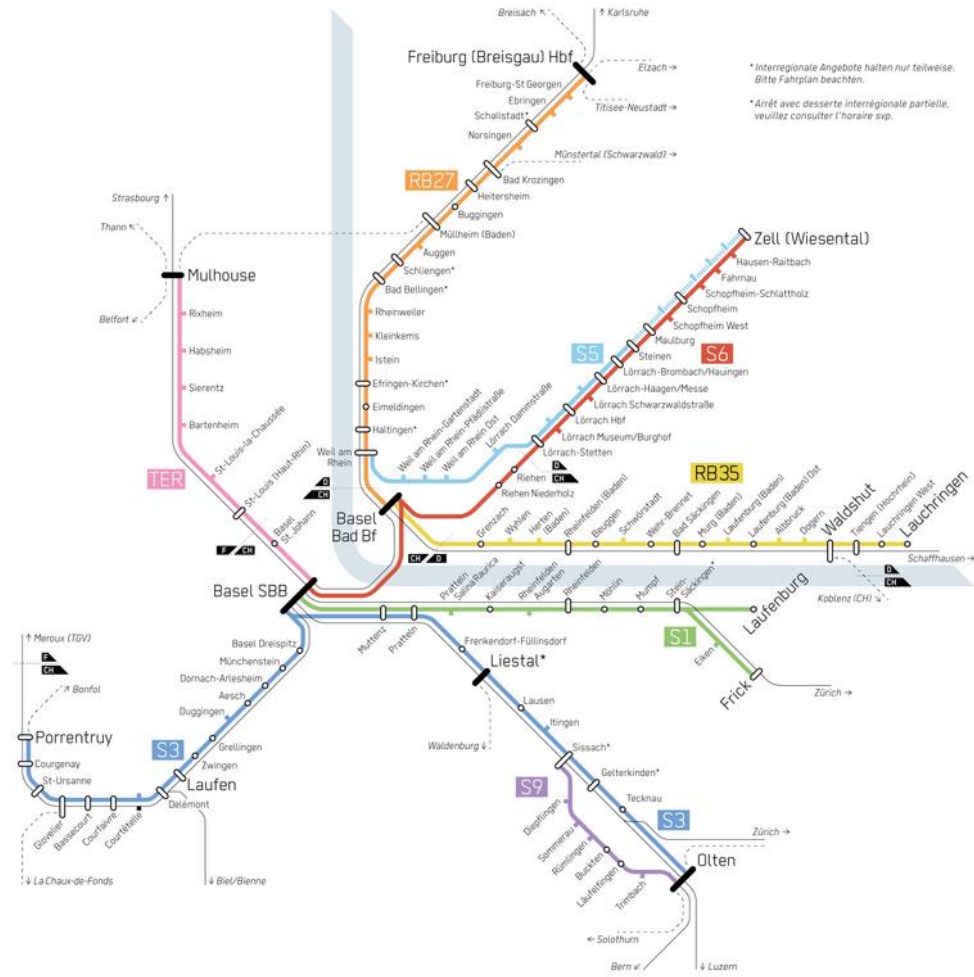 Breisach ↖
↑ Karlsruhe
Freiburg (Breisgau) Hbf
Elzach →
Titisee-Neustadt →
* Interregionale Angebote halten nur teilweise.
Bitte Fahrplan beachten.
* Arrêt avec desserte interrégionale partielle,
veuillez consulter l'horaire svp.
Freiburg-St Georgen
Ebringen
Schallstadt*
Norsingen
Münstertal (Schwarzwald) →
Bad Krozingen
RB27
Heitersheim
Buggingen
Müllheim (Baden)
Auggen
Schliengen*
Bad Bellingen*
Rheinweiler
Kleinkems
Istein
Efringen-Kirchen*
Eimeldingen
Haltingen*
Weil am
Rhein
Strasbourg ↑
Thann ↖
Mulhouse
Belfort ↙
Rixheim
Habsheim
Sierentz
Bartenheim
St-Louis-la-Chaussée
St-Louis (Haut-Rhin)
TER
Basel
St. Johann
F CH
Zell (Wiesental)
Hausen-Raitbach
Fahrnau
Schopfheim-Schlattholz
Schopfheim
Schopfheim West
Maulburg
Steinen
S5
S6
Lörrach-Brombach/Hauingen
Lörrach-Haagen/Messe
Lörrach Schwarzwaldstraße
Lörrach Hbf
Lörrach Museum/Burghof
Lörrach-Stetten
Weil am Rhein-Gartenstadt
Weil am Rhein-Pfädlistraße
Weil am Rhein Ost
Lörrach Dammstraße
D
CH
Riehen
Riehen Niederholz
D
CH
Basel
Bad Bf
CH D
RB35
Grenzach
Wyhlen
Herten
(Baden)
Rheinfelden (Baden)
Beuggen
Schwörstadt
Wehr-Brennet
Bad Säckingen
Murg (Baden)
Laufenburg (Baden)
Laufenburg (Baden) Ost
Albbruck
Dogern
Waldshut
Tiengen (Hochrhein)
Lauchringen West
Lauchringen
Schaffhausen →
D
CH
Koblenz (CH) ↘
Basel SBB
Muttenz
Pratteln
Pratteln
Salina Raurica
Kaiseraugst
Rheinfelden
Augarten
Rheinfelden
Möhlin
Mumpf
Stein-
Säckingen*
Laufenburg
S1
Eiken
Frick
Zürich →
Basel Dreispitz
Münchenstein
Dornach-Arlesheim
Aesch
Duggingen
Grellingen
Zwingen
S3
Laufen
Delémont
↑ Meroux (TGV)
F
CH
↗ Bonfol
Porrentruy
Courgenay
St-Ursanne
Glovelier
Bassecourt
Courfaivre
Courtételle
↓ La Chaux-de-Fonds
↓ Biel/Bienne
Frenkendorf-Füllinsdorf
Liestal*
Waldenburg ↓
Lausen
Itingen
Sissach*
Gelterkinden*
Tecknau
S9
S3
Diepflingen
Sommerau
Rümlingen
Buckten
Läufelfingen
Trimbach
Zürich →
Olten
← Solothurn
Bern ↙
↓ Luzern